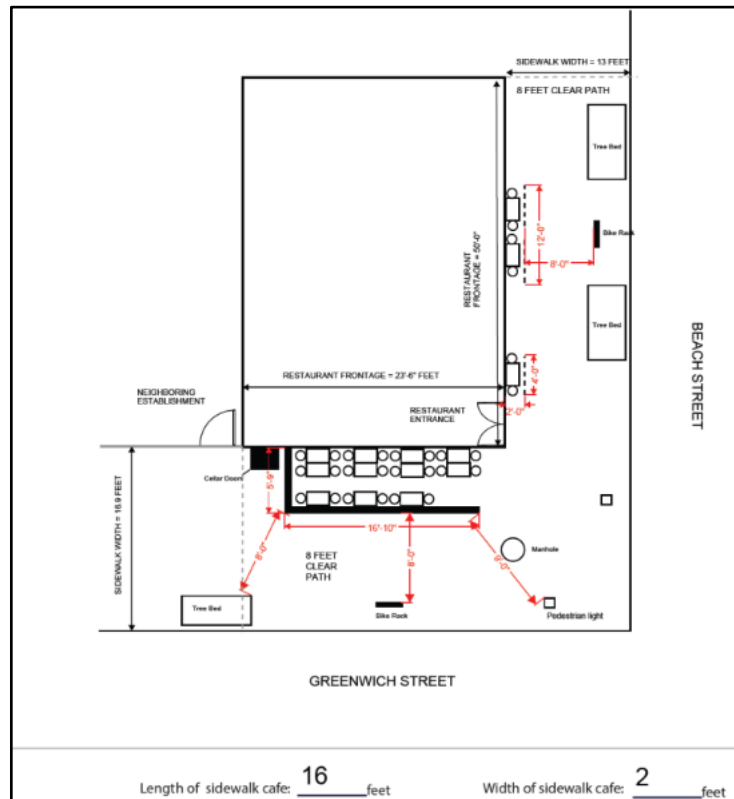 SIDEWALK WIDTH = 13 FEET
8 FEET CLEAR PATH
Tree Bed
Bike Rack
12'-0"
8'-0"
RESTAURANT
FRONTAGE = 50'-0"
Tree Bed
BEACH STREET
4'-0"
2'-0"
RESTAURANT FRONTAGE = 23'-6" FEET
NEIGHBORING
ESTABLISHMENT
RESTAURANT
ENTRANCE
Cellar Doors
5'-9"
SIDEWALK WIDTH = 16.9 FEET
16'-10"
8'-0"
8 FEET
CLEAR
PATH
8'-0"
Manhole
Tree Bed
Bike Rack
Pedestrian light
GREENWICH STREET
Length of sidewalk cafe: 16 feet
Width of sidewalk cafe: 2 feet